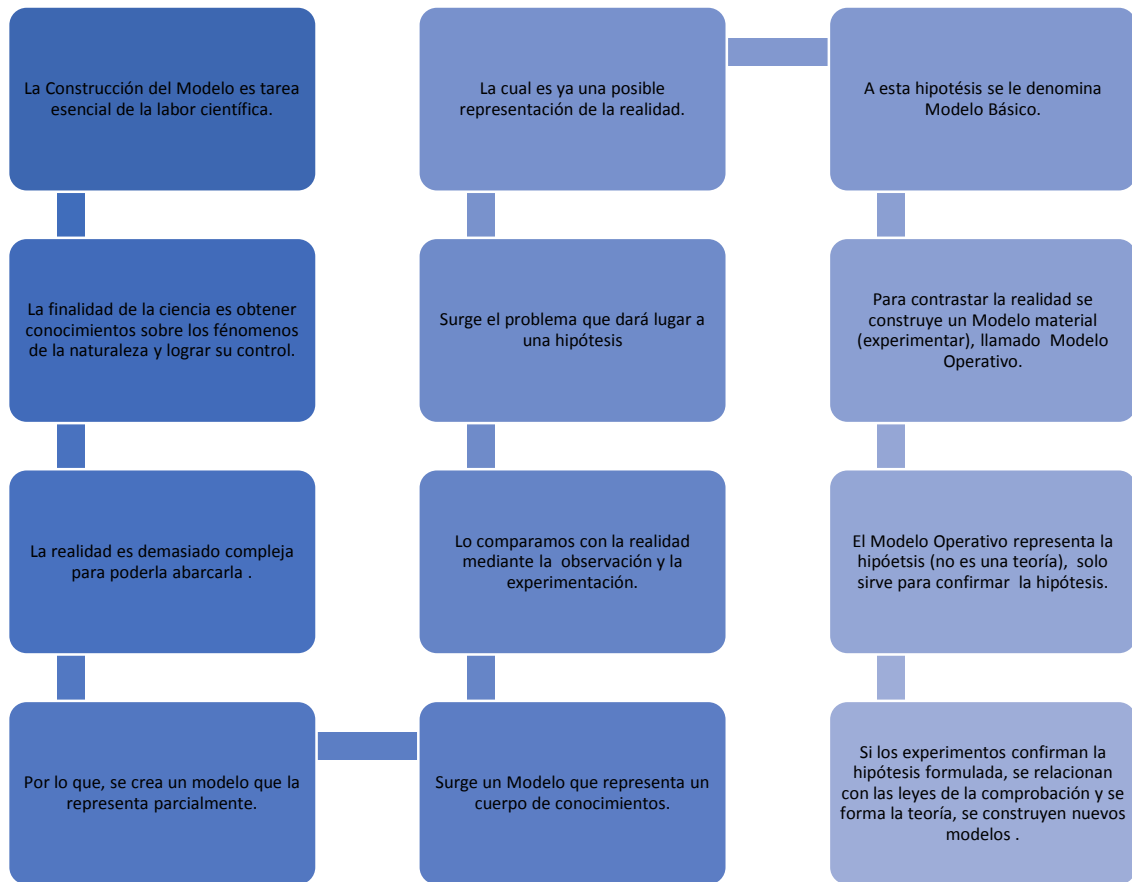 La Construcción del Modelo es tarea
esencial de la labor científica.
La finalidad de la ciencia es obtener
conocimientos sobre los fénomenos
de la naturaleza y lograr su control.
La realidad es demasiado compleja
para poderla abarcarla .
Por lo que, se crea un modelo que la
representa parcialmente.
Surge un Modelo que representa un
cuerpo de conocimientos.
Lo comparamos con la realidad
mediante la observación y la
experimentación.
Surge el problema que dará lugar a
una hipótesis
La cual es ya una posible
representación de la realidad.
A esta hipotésis se le denomina
Modelo Básico.
Para contrastar la realidad se
construye un Modelo material
(experimentar), llamado Modelo
Operativo.
El Modelo Operativo representa la
hipóetsis (no es una teoría), solo
sirve para confirmar la hipótesis.
Si los experimentos confirman la
hipótesis formulada, se relacionan
con las leyes de la comprobación y se
forma la teoría, se construyen nuevos
modelos .